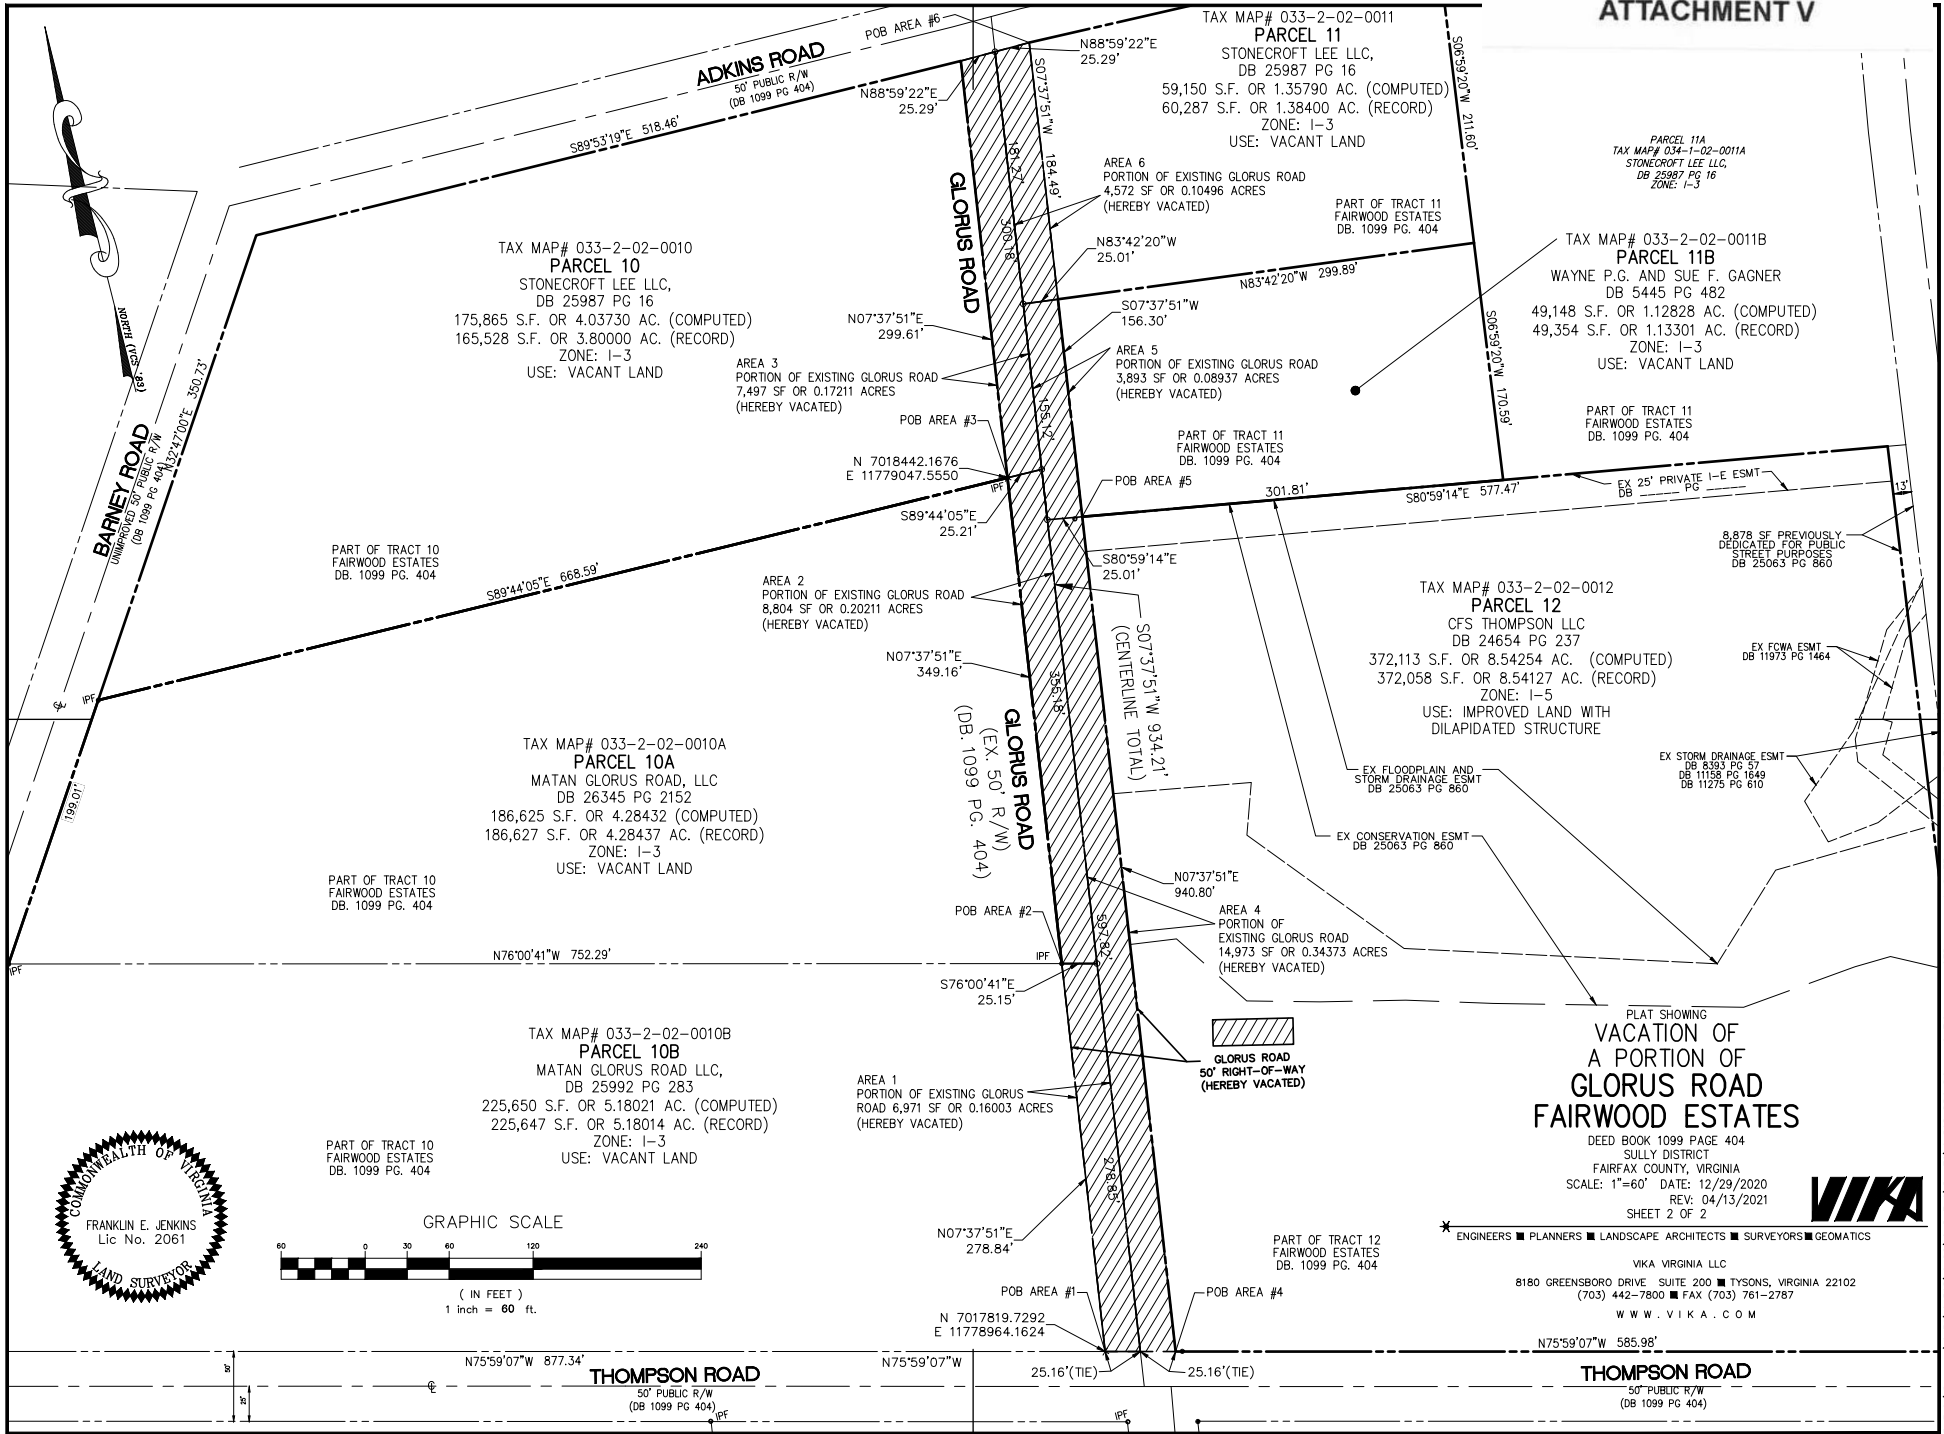 ATTACHMENT V
POB AREA #6
ADKINS ROAD
50' PUBLIC R/W
(DB 1099 PG 404)
S89°53'19"E 518.46'
N88°59'22"E
25.29'
N88°59'22"E
25.29'
S07°37'51"W 184.49'
181.27'
300.18'
GLORUS ROAD
TAX MAP# 033-2-02-0011
PARCEL 11
STONECROFT LEE LLC,
DB 25987 PG 16
59,150 S.F. OR 1.35790 AC. (COMPUTED)
60,287 S.F. OR 1.38400 AC. (RECORD)
ZONE: I-3
USE: VACANT LAND
S06°59'20"W 211.60'
PARCEL 11A
TAX MAP# 034-1-02-0011A
STONECROFT LEE LLC,
DB 25987 PG 16
ZONE: I-3
AREA 6
PORTION OF EXISTING GLORUS ROAD
4,572 SF OR 0.10496 ACRES
(HEREBY VACATED)
PART OF TRACT 11
FAIRWOOD ESTATES
DB. 1099 PG. 404
N83°42'20"W
25.01'
N83°42'20"W 299.89'
TAX MAP# 033-2-02-0011B
PARCEL 11B
WAYNE P.G. AND SUE F. GAGNER
DB 5445 PG 482
49,148 S.F. OR 1.12828 AC. (COMPUTED)
49,354 S.F. OR 1.13301 AC. (RECORD)
ZONE: I-3
USE: VACANT LAND
TAX MAP# 033-2-02-0010
PARCEL 10
STONECROFT LEE LLC,
DB 25987 PG 16
175,865 S.F. OR 4.03730 AC. (COMPUTED)
165,528 S.F. OR 3.80000 AC. (RECORD)
ZONE: I-3
USE: VACANT LAND
NORTH (VCS '83)
N07°37'51"E
299.61'
S07°37'51"W
156.30'
AREA 3
PORTION OF EXISTING GLORUS ROAD
7,497 SF OR 0.17211 ACRES
(HEREBY VACATED)
AREA 5
PORTION OF EXISTING GLORUS ROAD
3,893 SF OR 0.08937 ACRES
(HEREBY VACATED)
155.12'
S06°59'20"W 170.59'
POB AREA #3
PART OF TRACT 11
FAIRWOOD ESTATES
DB. 1099 PG. 404
PART OF TRACT 11
FAIRWOOD ESTATES
DB. 1099 PG. 404
N 7018442.1676
E 11779047.5550
IPF
BARNEY ROAD
UNIMPROVED 50' PUBLIC R/W
(DB 1099 PG 404)
N32°47'00"E 350.73'
POB AREA #5
301.81'
S80°59'14"E 577.47'
EX 25' PRIVATE I-E ESMT
DB PG
13'
S89°44'05"E
25.21'
8,878 SF PREVIOUSLY
DEDICATED FOR PUBLIC
STREET PURPOSES
DB 25063 PG 860
PART OF TRACT 10
FAIRWOOD ESTATES
DB. 1099 PG. 404
S89°44'05"E 668.59'
S80°59'14"E
25.01'
AREA 2
PORTION OF EXISTING GLORUS ROAD
8,804 SF OR 0.20211 ACRES
(HEREBY VACATED)
TAX MAP# 033-2-02-0012
PARCEL 12
CFS THOMPSON LLC
DB 24654 PG 237
372,113 S.F. OR 8.54254 AC. (COMPUTED)
372,058 S.F. OR 8.54127 AC. (RECORD)
ZONE: I-5
USE: IMPROVED LAND WITH
DILAPIDATED STRUCTURE
EX FCWA ESMT
DB 11973 PG 1464
N07°37'51"E
349.16'
355.18'
S07°37'51"W 934.21'
(CENTERLINE TOTAL)
IPF
GLORUS ROAD
(EX. 50' R/W)
(DB. 1099 PG. 404)
TAX MAP# 033-2-02-0010A
PARCEL 10A
MATAN GLORUS ROAD, LLC
DB 26345 PG 2152
186,625 S.F. OR 4.28432 (COMPUTED)
186,627 S.F. OR 4.28437 AC. (RECORD)
ZONE: I-3
USE: VACANT LAND
EX STORM DRAINAGE ESMT
DB 8393 PG 57
DB 11158 PG 1649
DB 11275 PG 610
EX FLOODPLAIN AND
STORM DRAINAGE ESMT
DB 25063 PG 860
EX CONSERVATION ESMT
DB 25063 PG 860
199.01'
PART OF TRACT 10
FAIRWOOD ESTATES
DB. 1099 PG. 404
N07°37'51"E
940.80'
POB AREA #2
AREA 4
PORTION OF
EXISTING GLORUS ROAD
14,973 SF OR 0.34373 ACRES
(HEREBY VACATED)
597.82'
IPF
N76°00'41"W 752.29'
IPF
S76°00'41"E
25.15'
TAX MAP# 033-2-02-0010B
PARCEL 10B
MATAN GLORUS ROAD LLC,
DB 25992 PG 283
225,650 S.F. OR 5.18021 AC. (COMPUTED)
225,647 S.F. OR 5.18014 AC. (RECORD)
ZONE: I-3
USE: VACANT LAND
GLORUS ROAD
50' RIGHT-OF-WAY
(HEREBY VACATED)
AREA 1
PORTION OF EXISTING GLORUS
ROAD 6,971 SF OR 0.16003 ACRES
(HEREBY VACATED)
PART OF TRACT 10
FAIRWOOD ESTATES
DB. 1099 PG. 404
278.85'
PLAT SHOWING
VACATION OF
A PORTION OF
GLORUS ROAD
FAIRWOOD ESTATES
DEED BOOK 1099 PAGE 404
SULLY DISTRICT
FAIRFAX COUNTY, VIRGINIA
SCALE: 1"=60' DATE: 12/29/2020
REV: 04/13/2021
SHEET 2 OF 2
VIKA
ENGINEERS ■ PLANNERS ■ LANDSCAPE ARCHITECTS ■ SURVEYORS ■ GEOMATICS
VIKA VIRGINIA LLC
8180 GREENSBORO DRIVE SUITE 200 ■ TYSONS, VIRGINIA 22102
(703) 442-7800 ■ FAX (703) 761-2787
WWW.VIKA.COM
COMMONWEALTH OF VIRGINIA
FRANKLIN E. JENKINS
Lic No. 2061
LAND SURVEYOR
GRAPHIC SCALE
60 0 30 60 120 240
( IN FEET )
1 inch = 60 ft.
N07°37'51"E
278.84'
PART OF TRACT 12
FAIRWOOD ESTATES
DB. 1099 PG. 404
POB AREA #1
POB AREA #4
N 7017819.7292
E 11778964.1624
N75°59'07"W 877.34'
N75°59'07"W
25.16'(TIE)
25.16'(TIE)
N75°59'07"W 585.98'
50'
25'
THOMPSON ROAD
50' PUBLIC R/W
(DB 1099 PG 404)
IPF
IPF
THOMPSON ROAD
50' PUBLIC R/W
(DB 1099 PG 404)